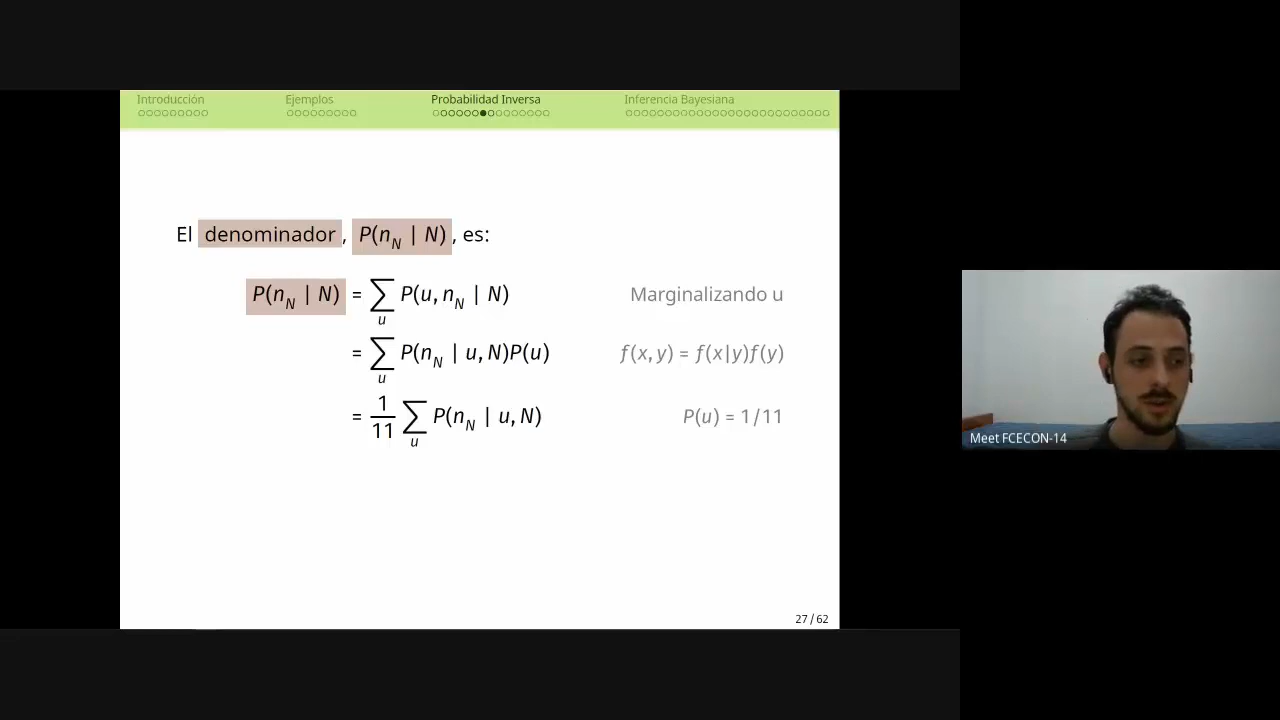 Introducción Ejemplos Probabilidad Inversa Inferencia Bayesiana
El denominador, P(n_N | N), es:
P(n_N | N) = ∑_u P(u, n_N | N) Marginalizando u
= ∑_u P(n_N | u, N)P(u) f(x, y) = f(x|y)f(y)
= 1/11 ∑_u P(n_N | u, N) P(u) = 1/11
27 / 62
Meet FCECON-14